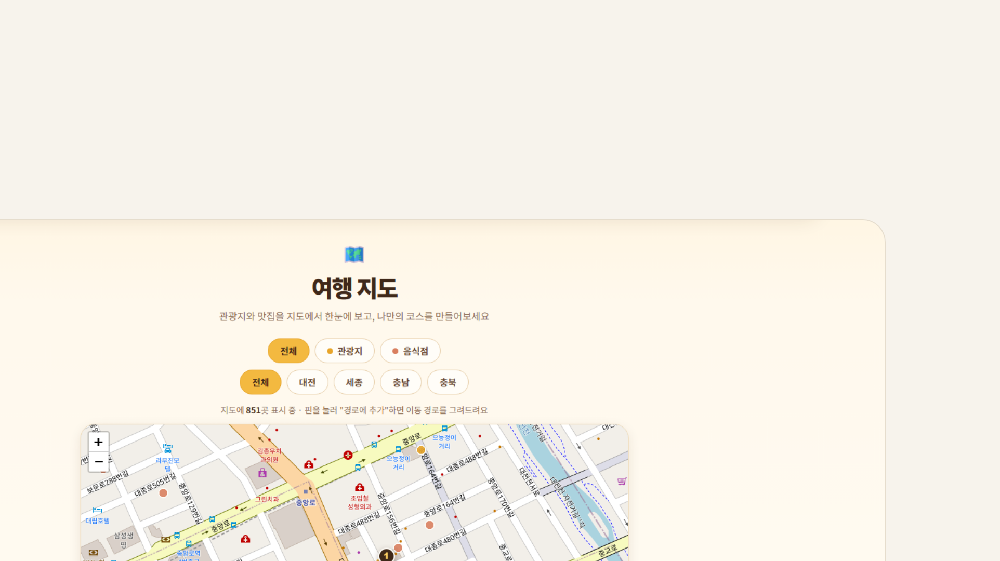 여행 지도
관광지와 맛집을 지도에서 한눈에 보고, 나만의 코스를 만들어보세요
전체
관광지
음식점
전체
대전
세종
충남
충북
지도에 851곳 표시 중 · 핀을 눌러 "경로에 추가"하면 이동 경로를 그려드려요
+
−
중앙로
으능정이
거리
으능정이
거리
김종우치
과의원
리무진모
텔
보문로288번길
대종로505번길
중앙로129번길
대종로488번길
앙로164번길
대전천서로
대전천 자전거길
그린치과
중앙로
조임철
성형외과
중앙로156번길
중앙로164번길
중앙로170번길
대림호텔
대종로488번길
중앙로
삼성생
명
대종로480번길
중앙로역
중교로
1